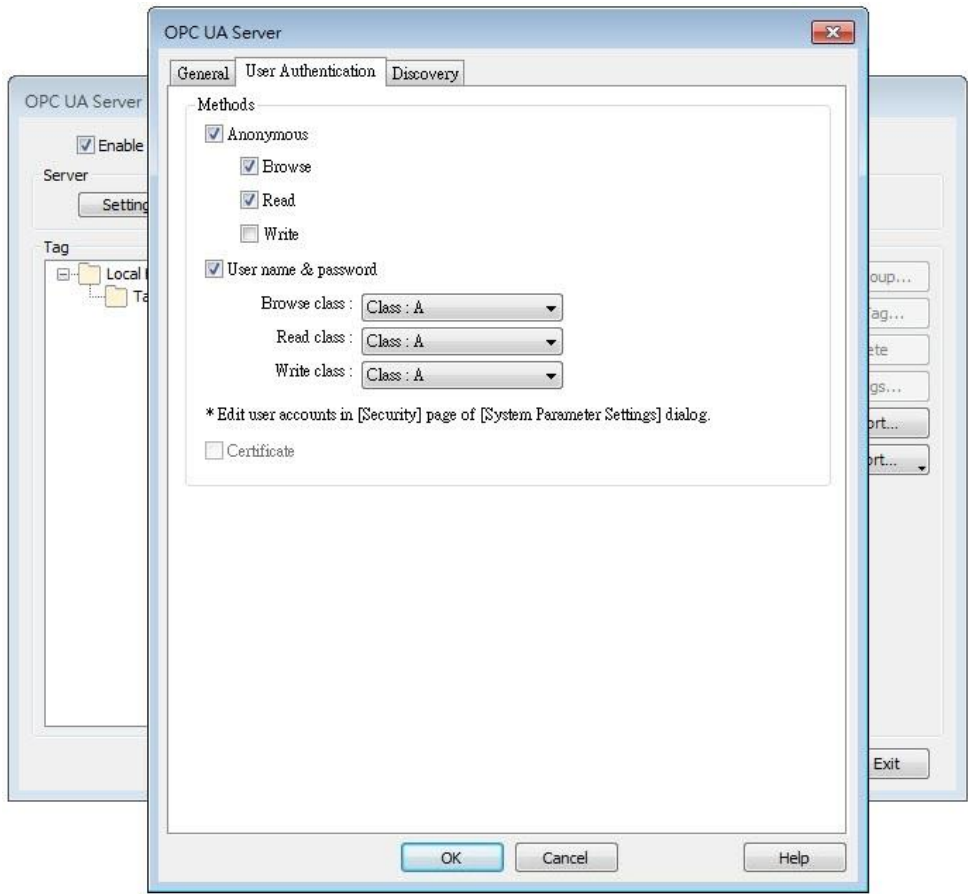 OPC UA Server
General User Authentication Discovery
OPC UA Server
Methods
Anonymous
Enable
Browse
Server
Read
Setting
Write
Tag
User name & password
Local
Browse class : Class : A
Read class : Class : A
Write class : Class : A
* Edit user accounts in [Security] page of [System Parameter Settings] dialog.
Certificate
Exit
OK Cancel Help